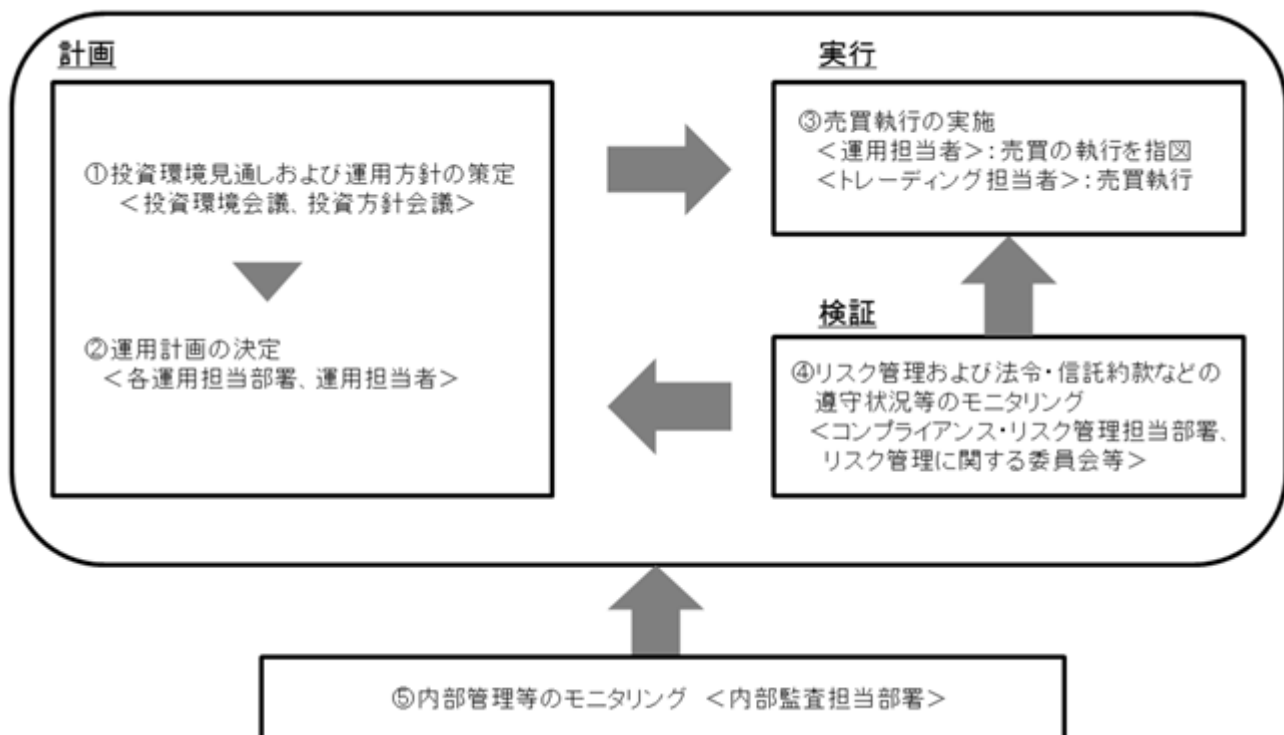 計画
①投資環境見通しおよび運用方針の策定
＜投資環境会議、投資方針会議＞
②運用計画の決定
＜各運用担当部署、運用担当者＞
実行
③売買執行の実施
＜運用担当者＞：売買の執行を指図
＜トレーディング担当者＞：売買執行
検証
④リスク管理および法令・信託約款などの
遵守状況等のモニタリング
＜コンプライアンス・リスク管理担当部署、
リスク管理に関する委員会等＞
⑤内部管理等のモニタリング ＜内部監査担当部署＞